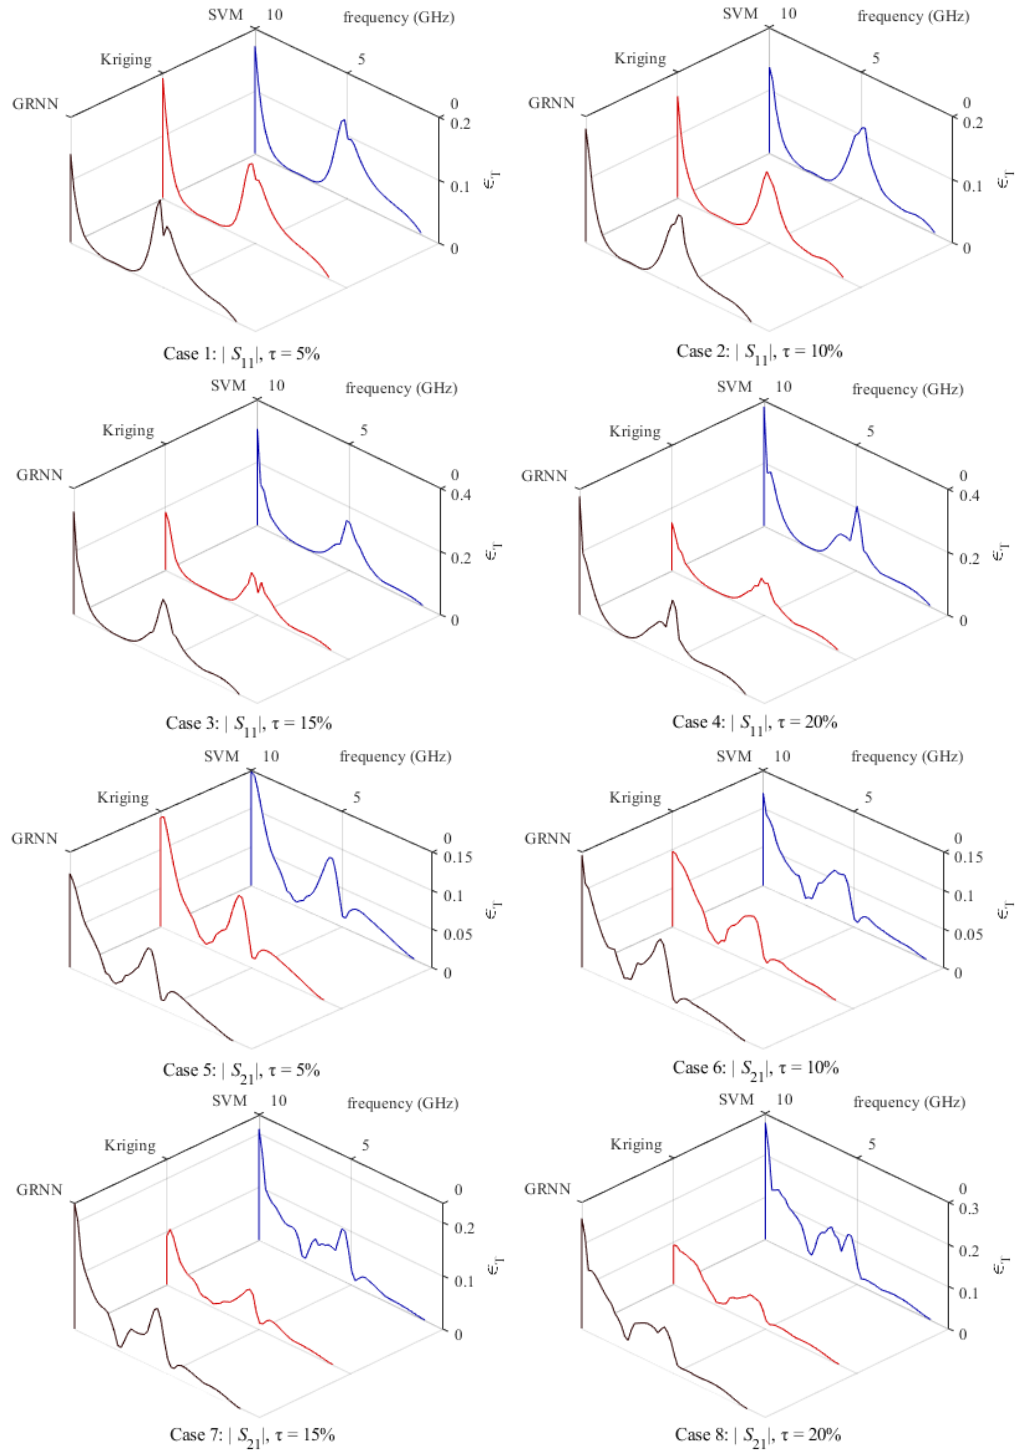 SVM 10 frequency (GHz)
Kriging 5
GRNN 0
0.2
0.1
0
ϵT
Case 1: | S11|, τ = 5%
SVM 10 frequency (GHz)
Kriging 5
GRNN 0
0.2
0.1
0
ϵT
Case 2: | S11|, τ = 10%
SVM 10 frequency (GHz)
Kriging 5
GRNN 0
0.4
0.2
0
ϵT
Case 3: | S11|, τ = 15%
SVM 10 frequency (GHz)
Kriging 5
GRNN 0
0.4
0.2
0
ϵT
Case 4: | S11|, τ = 20%
SVM 10 frequency (GHz)
Kriging 5
GRNN 0
0.15
0.1
0.05
0
ϵT
Case 5: | S21|, τ = 5%
SVM 10 frequency (GHz)
Kriging 5
GRNN 0
0.15
0.1
0.05
0
ϵT
Case 6: | S21|, τ = 10%
SVM 10 frequency (GHz)
Kriging 5
GRNN 0
0.2
0.1
0
ϵT
Case 7: | S21|, τ = 15%
SVM 10 frequency (GHz)
Kriging 5
GRNN 0
0.3
0.2
0.1
0
ϵT
Case 8: | S21|, τ = 20%